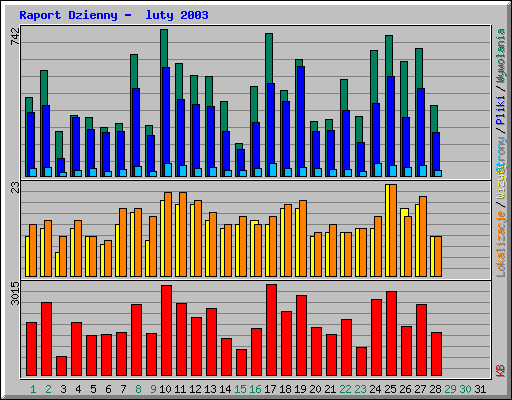 Raport Dzienny - luty 2003
742
23
3015
Wywolania / Pliki / Strony
Lokalizacje / Wizyt
KB
1 2 3 4 5 6 7 8 9 10 11 12 13 14 15 16 17 18 19 20 21 22 23 24 25 26 27 28 29 30 31